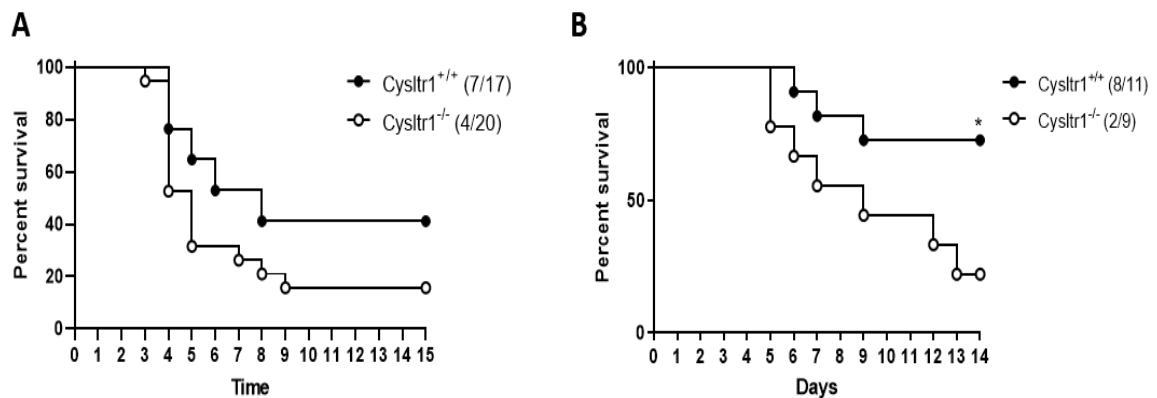 A
100
80
60
40
20
0
Percent survival
0 1 2 3 4 5 6 7 8 9 10 11 12 13 14 15
Time
Cysltr1+/+ (7/17)
Cysltr1-/- (4/20)
B
100
50
0
Percent survival
0 1 2 3 4 5 6 7 8 9 10 11 12 13 14
Days
*
Cysltr1+/+ (8/11)
Cysltr1-/- (2/9)